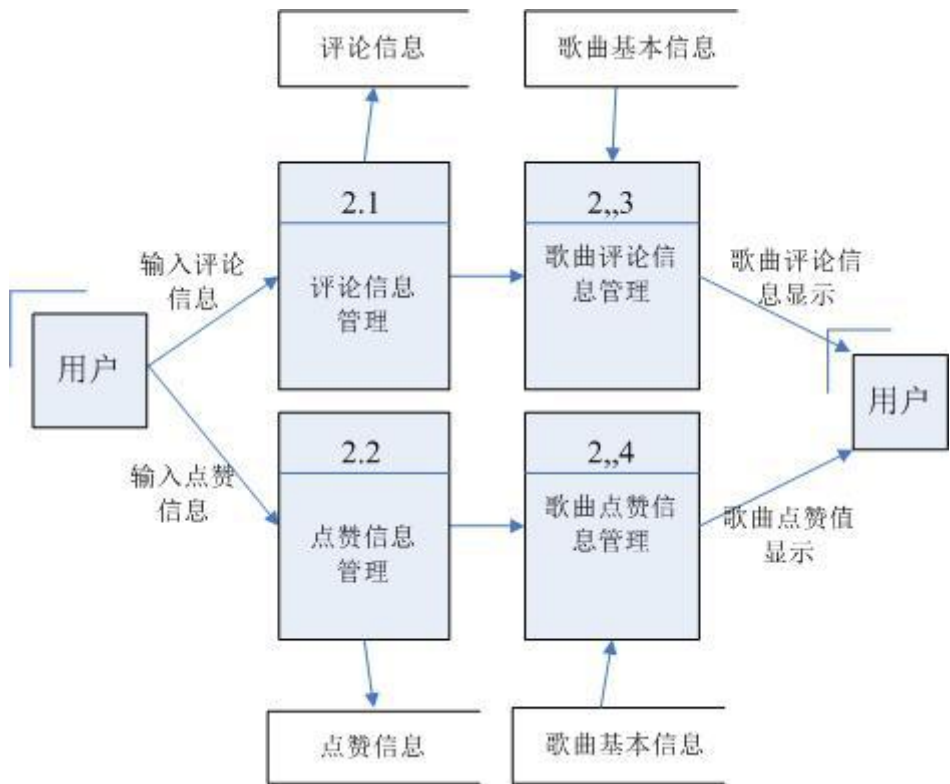 评论信息
歌曲基本信息
2.1
评论信息
管理
2,,3
歌曲评论信
息管理
输入评论
信息
歌曲评论信
息显示
用户
用户
2.2
点赞信息
管理
2,,4
歌曲点赞信
息管理
输入点赞
信息
歌曲点赞值
显示
点赞信息
歌曲基本信息